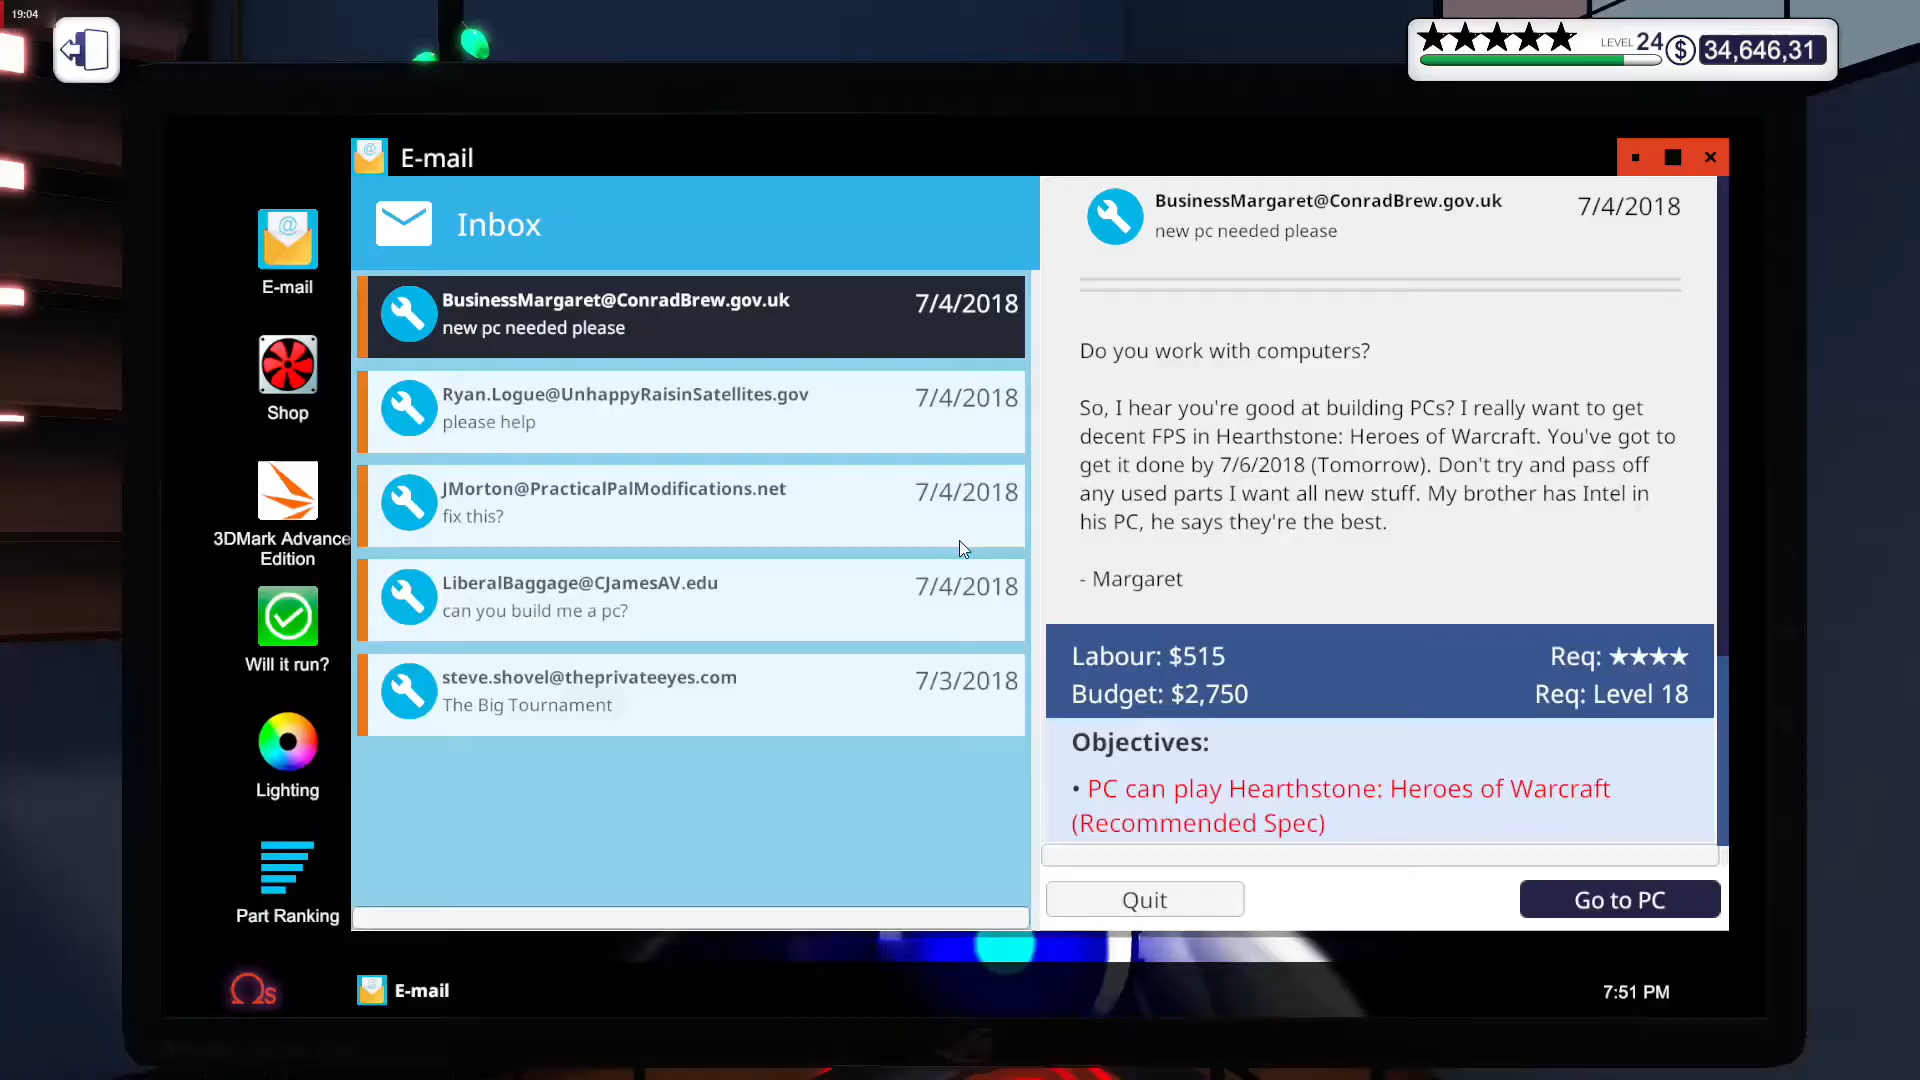 19:04
LEVEL 24
$ 34,646,31
E-mail
E-mail
Shop
3DMark Advance
Edition
Will it run?
Lighting
Part Ranking
Inbox
BusinessMargaret@ConradBrew.gov.uk
7/4/2018
new pc needed please
Ryan.Logue@UnhappyRaisinSatellites.gov
7/4/2018
please help
JMorton@PracticalPalModifications.net
7/4/2018
fix this?
LiberalBaggage@CJamesAV.edu
7/4/2018
can you build me a pc?
steve.shovel@theprivateeyes.com
7/3/2018
The Big Tournament
BusinessMargaret@ConradBrew.gov.uk
7/4/2018
new pc needed please
Do you work with computers?
So, I hear you're good at building PCs? I really want to get
decent FPS in Hearthstone: Heroes of Warcraft. You've got to
get it done by 7/6/2018 (Tomorrow). Don't try and pass off
any used parts I want all new stuff. My brother has Intel in
his PC, he says they're the best.
- Margaret
Labour: $515
Req: ★★★★
Budget: $2,750
Req: Level 18
Objectives:
• PC can play Hearthstone: Heroes of Warcraft
(Recommended Spec)
Quit
Go to PC
Ωs
E-mail
7:51 PM